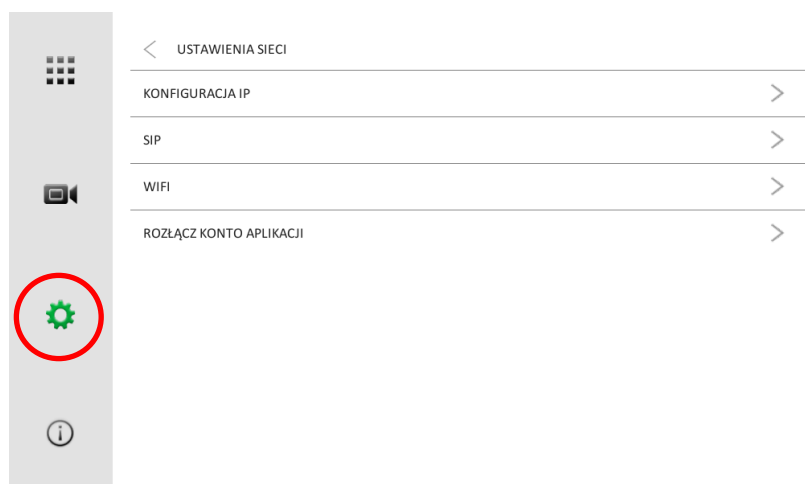 USTAWIENIA SIECI
KONFIGURACJA IP
SIP
WIFI
ROZŁĄCZ KONTO APLIKACJI